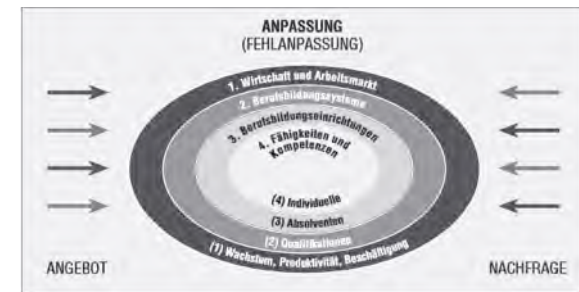 ANPASSUNG
(FEHLANPASSUNG)
1. Wirtschaft und Arbeitsmarkt
2. Berufsbildungssysteme
3. Berufsbildungseinrichtungen
4. Fähigkeiten und
Kompetenzen
(4) Individuelle
(3) Absolventen
(2) Qualifikationen
(1) Wachstum, Produktivität, Beschäftigung
ANGEBOT
NACHFRAGE